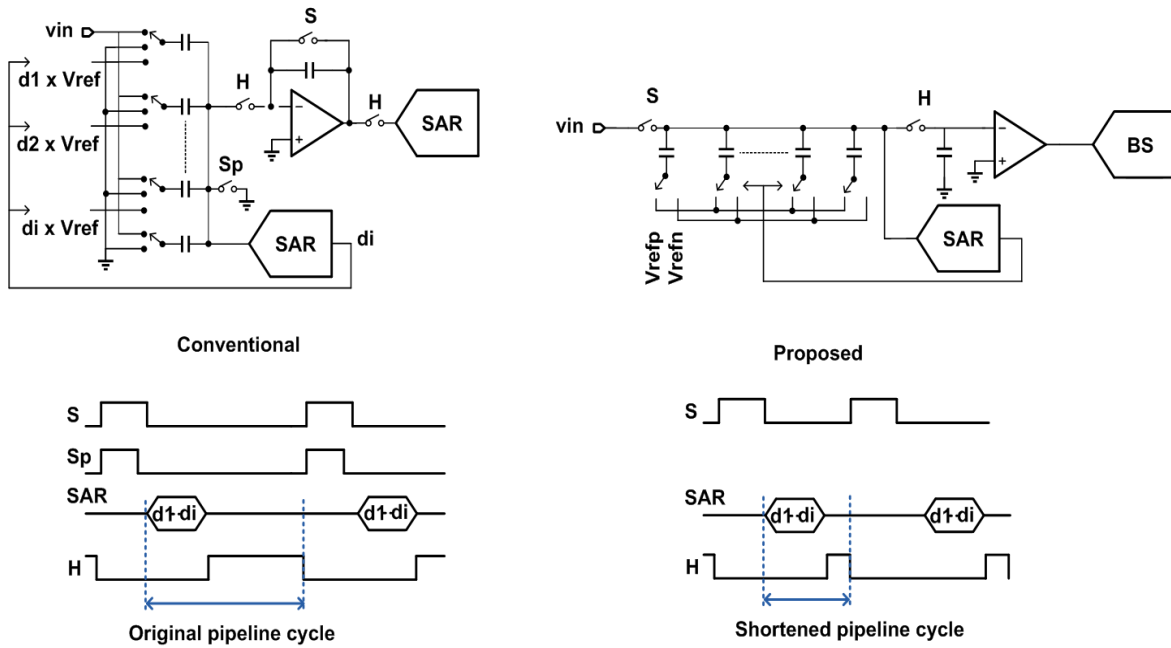 vin
S
d1 x Vref
H
H
SAR
d2 x Vref
Sp
di x Vref
SAR
di
Conventional
S
Sp
SAR
d1-di
d1-di
H
Original pipeline cycle
S
H
vin
BS
SAR
Vrefp
Vrefn
Proposed
S
SAR
d1-di
d1-di
H
Shortened pipeline cycle